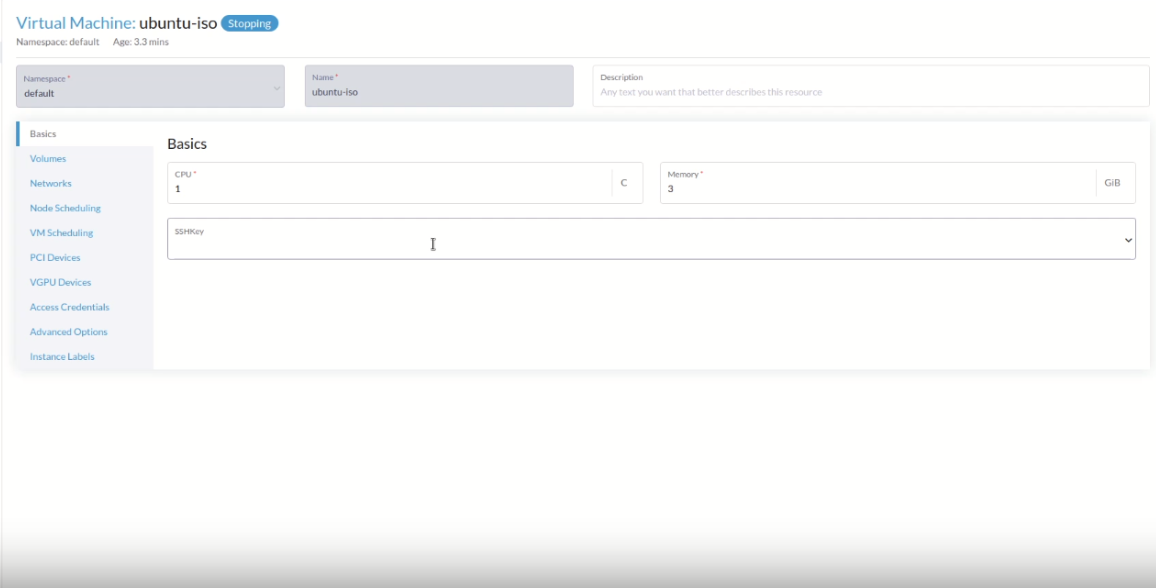 Virtual Machine: ubuntu-iso Stopping
Namespace: default Age: 3.3 mins
Namespace *
default
Name *
ubuntu-iso
Description
Any text you want that better describes this resource
Basics
Volumes
Networks
Node Scheduling
VM Scheduling
PCI Devices
VGPU Devices
Access Credentials
Advanced Options
Instance Labels
Basics
CPU *
1
C
Memory *
3
GiB
SSHKey